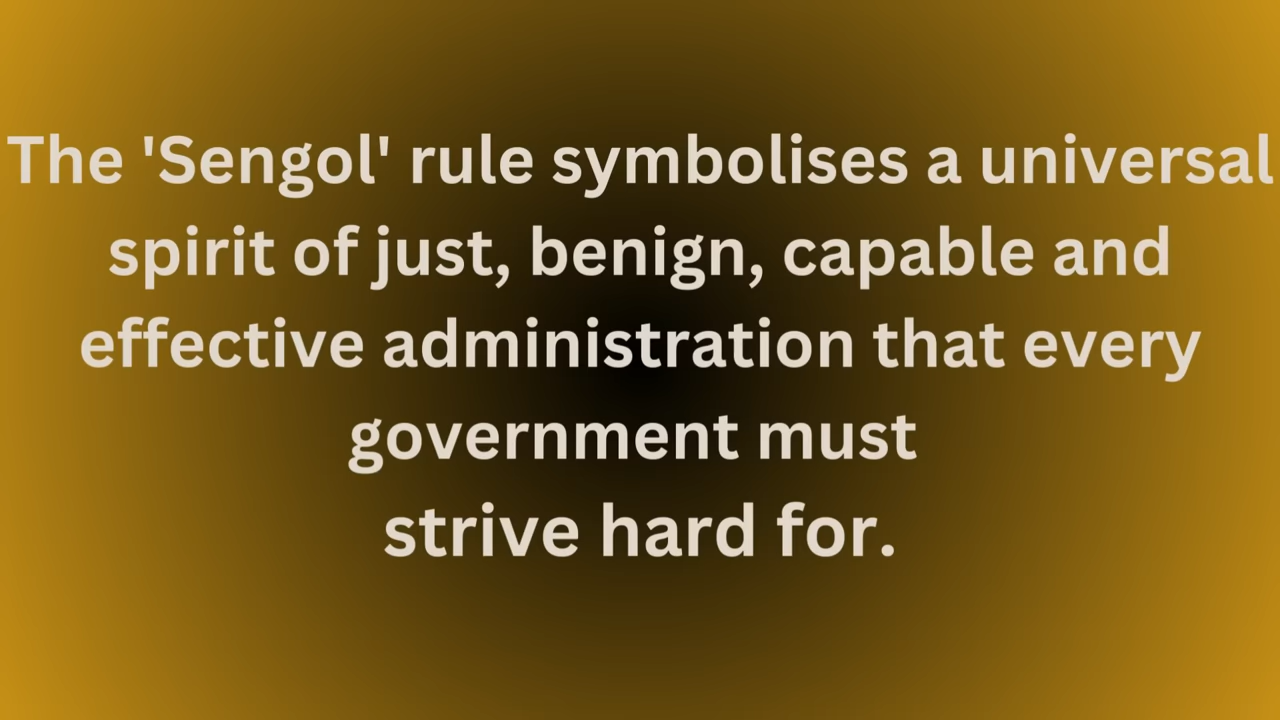 The 'Sengol' rule symbolises a universal
spirit of just, benign, capable and
effective administration that every
government must
strive hard for.